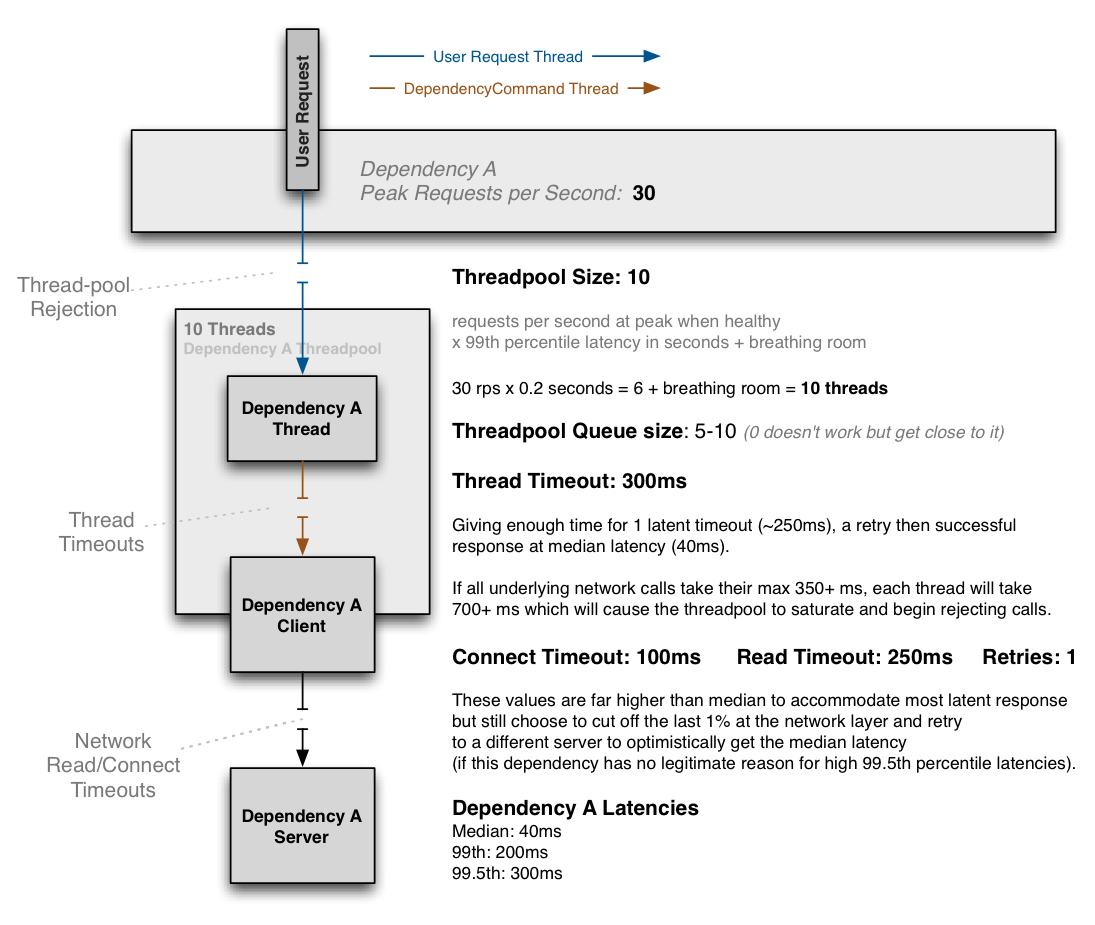 User Request
User Request Thread
DependencyCommand Thread
Dependency A
Peak Requests per Second: 30
Thread-pool
Rejection
10 Threads
Dependency A Threadpool
Dependency A
Thread
Thread
Timeouts
Dependency A
Client
Network
Read/Connect
Timeouts
Dependency A
Server
Threadpool Size: 10
requests per second at peak when healthy
x 99th percentile latency in seconds + breathing room
30 rps x 0.2 seconds = 6 + breathing room = 10 threads
Threadpool Queue size: 5-10 (0 doesn't work but get close to it)
Thread Timeout: 300ms
Giving enough time for 1 latent timeout (~250ms), a retry then successful
response at median latency (40ms).
If all underlying network calls take their max 350+ ms, each thread will take
700+ ms which will cause the threadpool to saturate and begin rejecting calls.
Connect Timeout: 100ms Read Timeout: 250ms Retries: 1
These values are far higher than median to accommodate most latent response
but still choose to cut off the last 1% at the network layer and retry
to a different server to optimistically get the median latency
(if this dependency has no legitimate reason for high 99.5th percentile latencies).
Dependency A Latencies
Median: 40ms
99th: 200ms
99.5th: 300ms